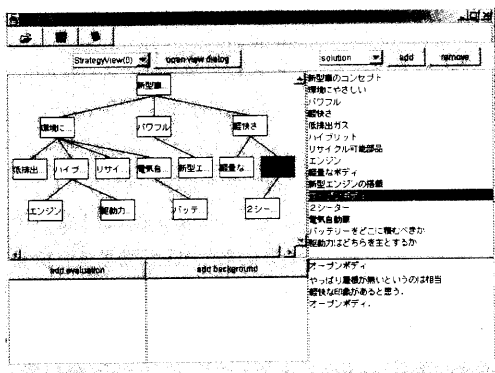 StrategyView(0)
open view dialog
solution
add
remove
新型車...
環境に...
パワフル
軽快さ
低排出...
ハイブ...
リサイ...
電気自...
新型エ...
軽量な...
エンジン
駆動力...
バッテ...
2シー...
新型車のコンセプト
環境にやさしい
パワフル
軽快さ
低排出ガス
ハイブリット
リサイクル可能部品
エンジン
軽量なボディ
新型エンジンの搭載
2シーター
電気自動車
バッテリーをどこに積むべきか
駆動力はどちらを主とするか
add evaluation
add background
オープンボディ
やっぱり屋根が無いというのは相当
軽快な印象があると思う.
オープンボディ.